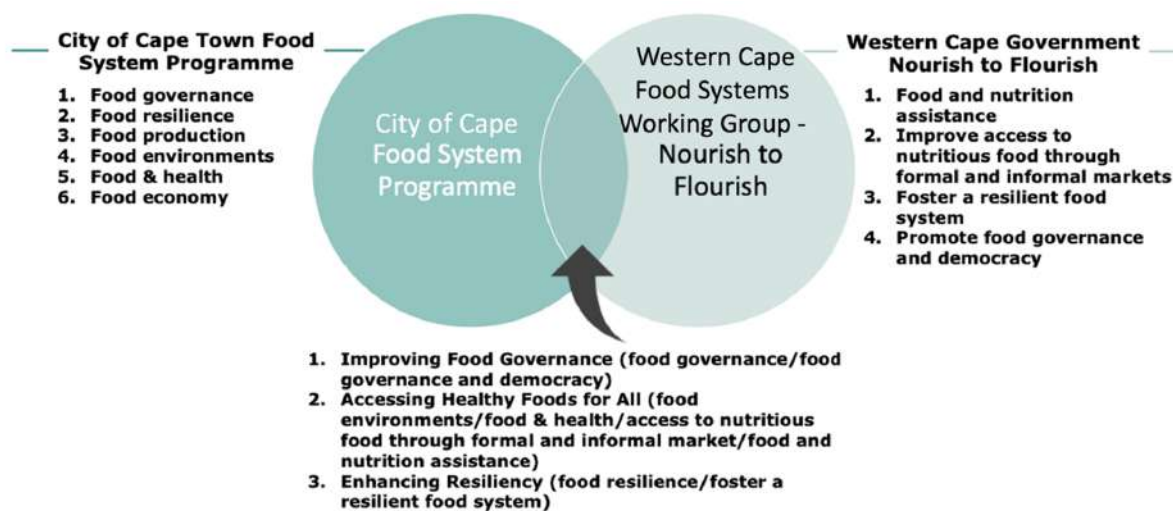 City of Cape Town Food
System Programme
1. Food governance
2. Food resilience
3. Food production
4. Food environments
5. Food & health
6. Food economy
City of Cape
Food System
Programme
Western Cape
Food Systems
Working Group -
Nourish to
Flourish
Western Cape Government
Nourish to Flourish
1. Food and nutrition
assistance
2. Improve access to
nutritious food through
formal and informal markets
3. Foster a resilient food
system
4. Promote food governance
and democracy
1. Improving Food Governance (food governance/food
governance and democracy)
2. Accessing Healthy Foods for All (food
environments/food & health/access to nutritious
food through formal and informal market/food and
nutrition assistance)
3. Enhancing Resiliency (food resilience/foster a
resilient food system)